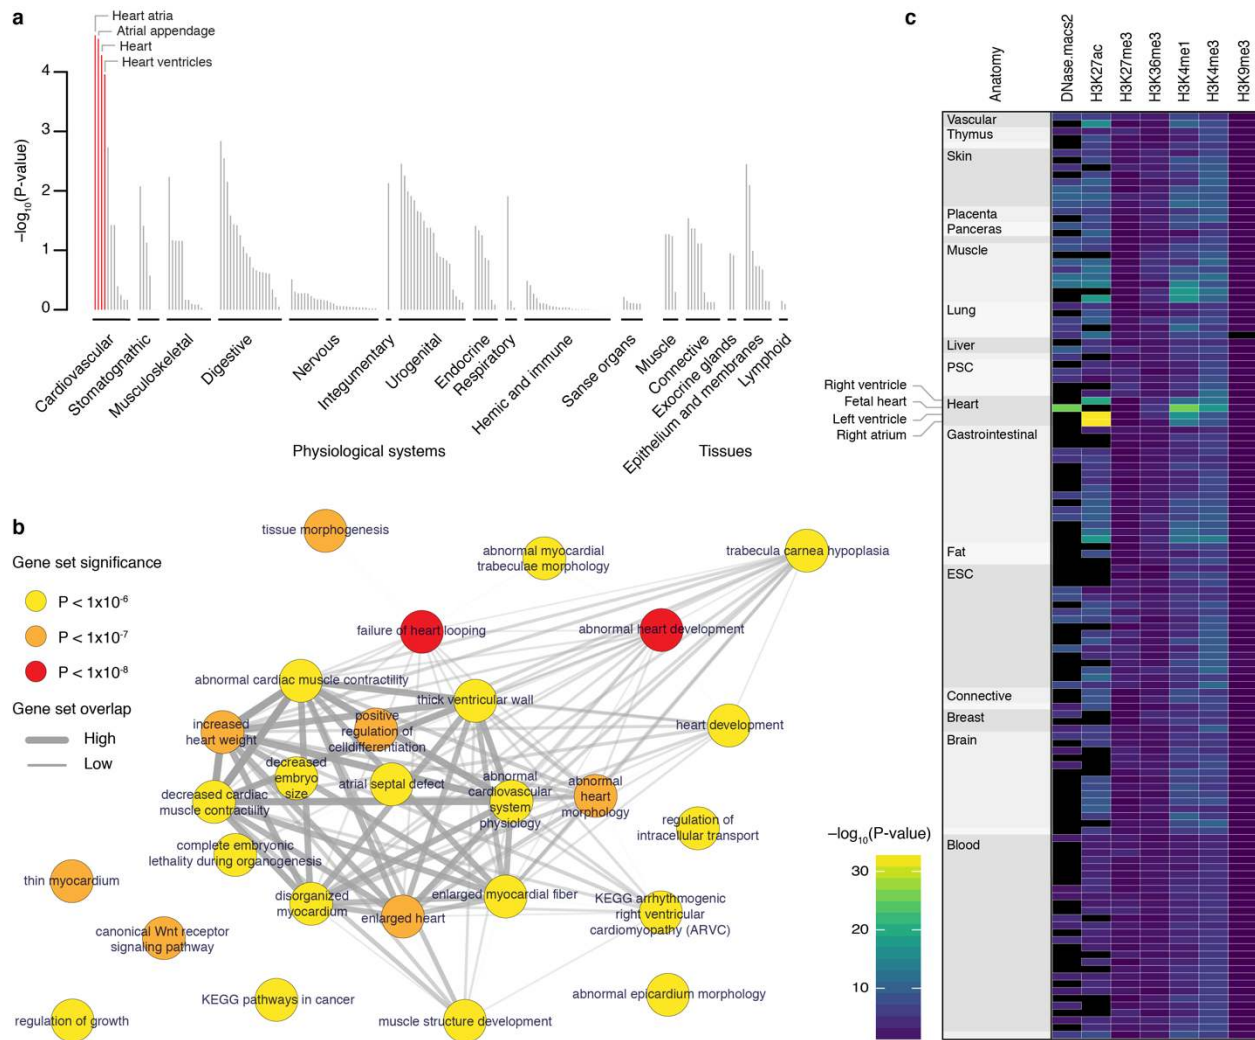 a
Heart atria
Atrial appendage
Heart
Heart ventricles
4
3
2
1
0
–log10(P-value)
Cardiovascular
Stomatognathic
Musculoskeletal
Digestive
Nervous
Integumentary
Urogenital
Endocrine
Respiratory
Hemic and immune
Sanse organs
Muscle
Connective
Exocrine glands
Epithelium and membranes
Lymphoid
Physiological systems
Tissues
b
Gene set significance
P < 1x10-6
P < 1x10-7
P < 1x10-8
Gene set overlap
High
Low
tissue morphogenesis
abnormal myocardial
trabeculae morphology
trabecula carnea hypoplasia
failure of heart looping
abnormal heart development
abnormal cardiac muscle contractility
thick ventricular wall
increased
heart weight
positive
regulation of
celldifferentiation
heart development
decreased
embryo
size
atrial septal defect
abnormal
cardiovascular
system
physiology
abnormal
heart
morphology
decreased cardiac
muscle contractility
regulation of
intracellular transport
complete embryonic
lethality during organogenesis
thin myocardium
disorganized
myocardium
enlarged heart
enlarged myocardial fiber
KEGG arrhythmogenic
right ventricular
cardiomyopathy (ARVC)
canonical Wnt receptor
signaling pathway
KEGG pathways in cancer
abnormal epicardium morphology
regulation of growth
muscle structure development
–log10(P-value)
30
20
10
c
Anatomy
DNase.macs2
H3K27ac
H3K27me3
H3K36me3
H3K4me1
H3K4me3
H3K9me3
Vascular
Thymus
Skin
Placenta
Panceras
Muscle
Lung
Liver
PSC
Heart
Right ventricle
Fetal heart
Left ventricle
Right atrium
Gastrointestinal
Fat
ESC
Connective
Breast
Brain
Blood